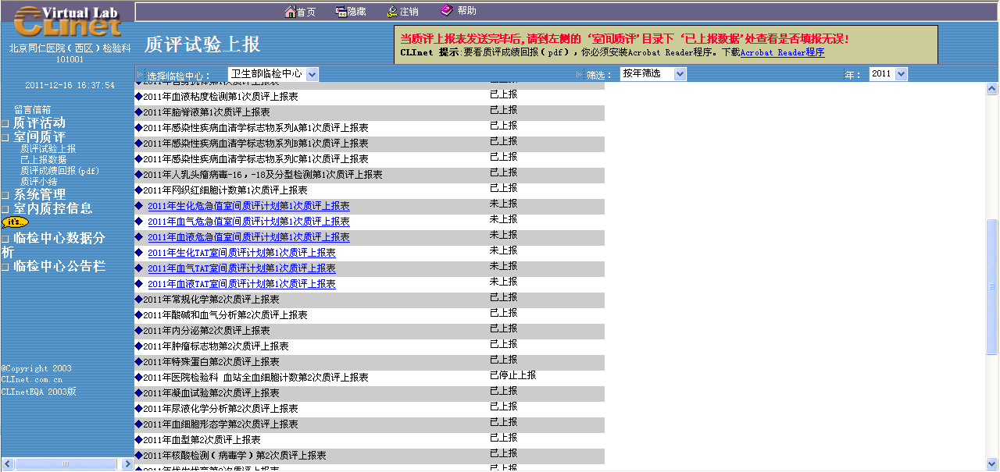 Virtual Lab
CLInet
首页 隐藏 注销 帮助
北京同仁医院（西区）检验科
101001
质评试验上报
当质评上报表发送完毕后,请到左侧的‘室间质评’目录下‘已上报数据’处查看是否填报无误!
CLInet 提示:要看质评成绩回报(pdf)，你必须安装Acrobat Reader程序。下载Acrobat Reader程序
选择临检中心： 卫生部临检中心 筛选： 按年筛选 年： 2011
2011-12-16 16:37:54
留言信箱
质评活动
室间质评
质评试验上报
已上报数据
质评成绩回报(pdf)
质评小结
系统管理
室内质控信息
it's..
临检中心数据分
析
临检中心公告栏
@Copyright 2003
CLInet.com.cn
CLInetEQA 2003版
◆2011年血液粘度检测第1次质评上报表 已上报
◆2011年脑脊液第1次质评上报表 已上报
◆2011年感染性疾病血清学标志物系列A第1次质评上报表 已上报
◆2011年感染性疾病血清学标志物系列B第1次质评上报表 已上报
◆2011年感染性疾病血清学标志物系列C第1次质评上报表 已上报
◆2011年人乳头瘤病毒-16，-18及分型检测第1次质评上报表 已上报
◆2011年网织红细胞计数第1次质评上报表 已上报
◆ 2011年生化危急值室间质评计划第1次质评上报表 未上报
◆ 2011年血气危急值室间质评计划第1次质评上报表 未上报
◆ 2011年血液危急值室间质评计划第1次质评上报表 未上报
◆ 2011年生化TAT室间质评计划第1次质评上报表 未上报
◆ 2011年血气TAT室间质评计划第1次质评上报表 未上报
◆ 2011年血液TAT室间质评计划第1次质评上报表 未上报
◆2011年常规化学第2次质评上报表 已上报
◆2011年酸碱和血气分析第2次质评上报表 已上报
◆2011年内分泌第2次质评上报表 已上报
◆2011年肿瘤标志物第2次质评上报表 已上报
◆2011年特殊蛋白第2次质评上报表 已上报
◆2011年医院检验科 血站全血细胞计数第2次质评上报表 已停止上报
◆2011年凝血试验第2次质评上报表 已上报
◆2011年尿液化学分析第2次质评上报表 已上报
◆2011年血细胞形态学第2次质评上报表 已上报
◆2011年血型第2次质评上报表 已上报
◆2011年核酸检测（病毒学）第2次质评上报表 已上报